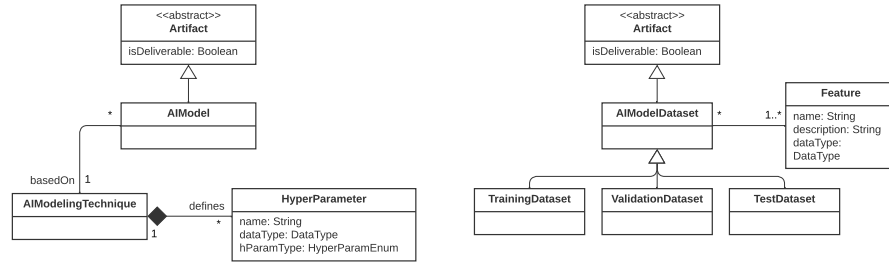 <<abstract>>
Artifact
isDeliverable: Boolean
AIModel
*
basedOn
1
AIModelingTechnique
1
defines
*
HyperParameter
name: String
dataType: DataType
hParamType: HyperParamEnum
<<abstract>>
Artifact
isDeliverable: Boolean
AIModelDataset
*
1..*
Feature
name: String
description: String
dataType:
DataType
TrainingDataset
ValidationDataset
TestDataset